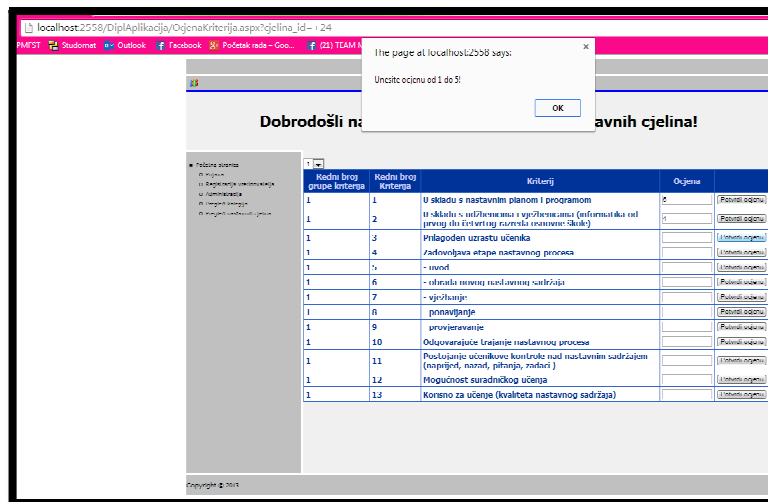 localhost:2558/DiplAplikacija/OcjenaKriterija.aspx?cjelina_id=+24
PMFST Studomat Outlook Facebook Početak rada – Goo... (21) TEAM
The page at localhost:2558 says:
Unesite ocjenu od 1 do 5!
OK
Dobrodošli na avnih cjelina!
Početna stranica
Prijava
Administracija
1
Redni broj grupe kriterija Redni broj Kriterija Kriterij Ocjena
1 1 U skladu s nastavnim planom i programom 6 Potvrdi ocjenu
1 2 U skladu s udžbenicima i vježbenicama (informatika od
prvog do četvrtog razreda osnovne škole) 4 Potvrdi ocjenu
1 3 Prilagođen uzrastu učenika Potvrdi ocjenu
1 4 Zadovoljava etape nastavnog procesa Potvrdi ocjenu
1 5 - uvod Potvrdi ocjenu
1 6 - obrada novog nastavnog sadržaja Potvrdi ocjenu
1 7 - vježbanje Potvrdi ocjenu
1 8 ponavljanje Potvrdi ocjenu
1 9 provjeravanje Potvrdi ocjenu
1 10 Odgovarajuće trajanje nastavnog procesa Potvrdi ocjenu
1 11 Postojanje učenikove kontrole nad nastavnim sadržajem
(naprijed, nazad, pitanja, zadaci ) Potvrdi ocjenu
1 12 Mogućnost suradničkog učenja Potvrdi ocjenu
1 13 Korisno za učenje (kvaliteta nastavnog sadržaja) Potvrdi ocjenu
Copyright © 2013